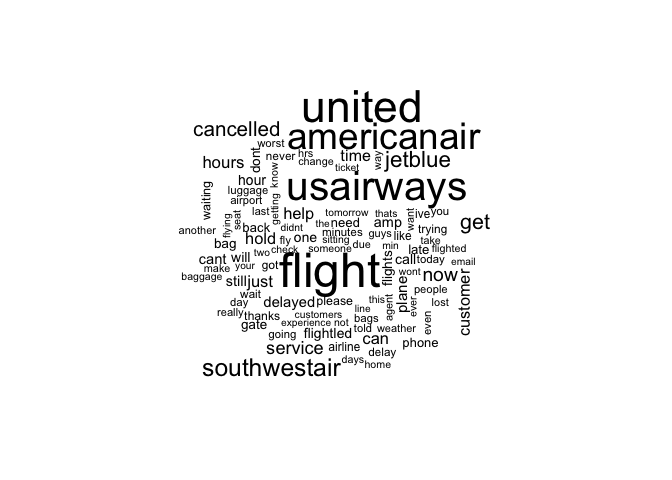 united
cancelled americanair
worst
dont never hrs time way jetblue
hours change
know ticket
waiting hour usairways
luggage getting
airport
last help tomorrow thats want ive you
flying seat back didnt the need amp get
another hold fly one minutes guys like trying
bag sitting take
cant will two check someone due min late flighted
make your got flight flights call today email
baggage still just plane wont now customer
wait people
day delayed please this agent ever lost
really thanks customers line bags even
gate experience not told weather
going flightled can phone
service airline delay
southwestair days home